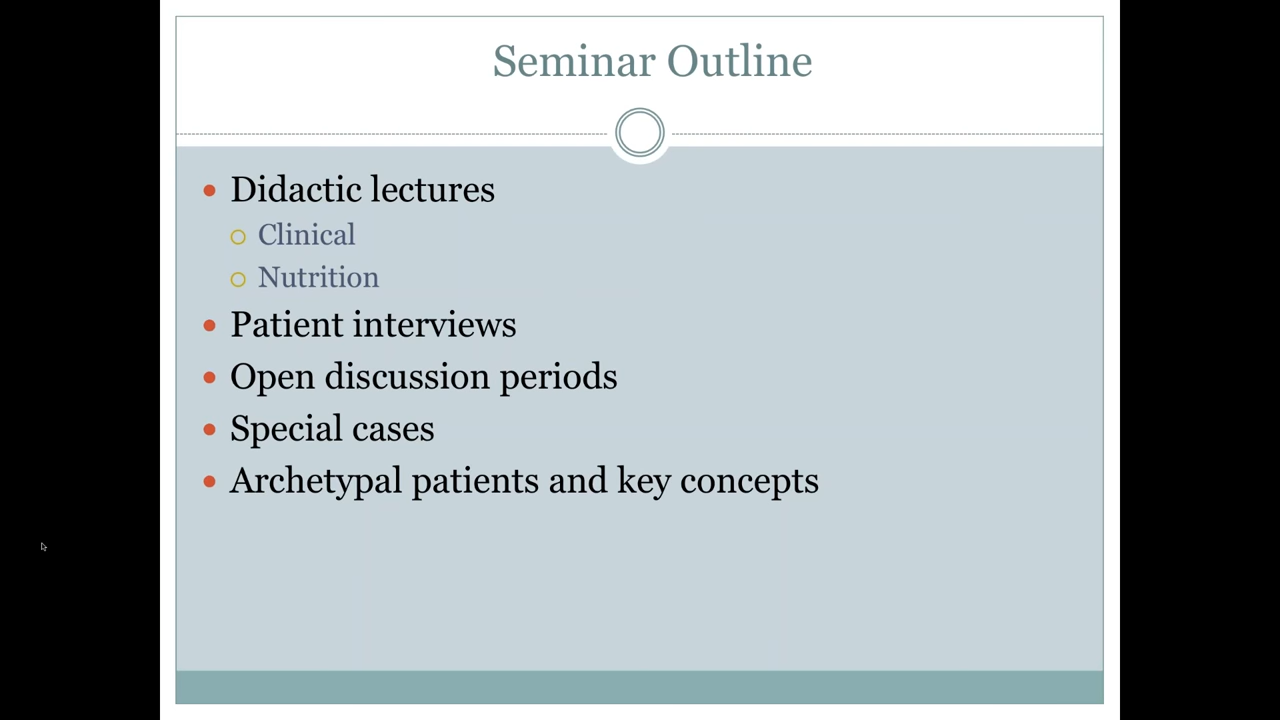 Seminar Outline
Didactic lectures
Clinical
Nutrition
Patient interviews
Open discussion periods
Special cases
Archetypal patients and key concepts